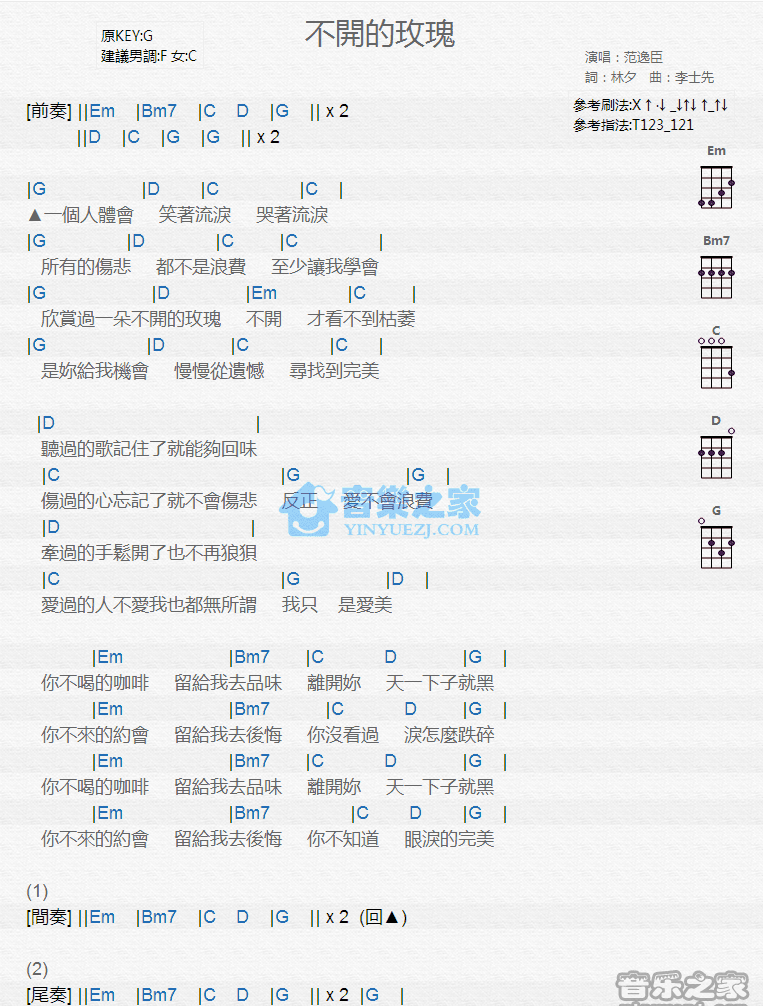 不開的玫瑰
原KEY:G
建議男調:F 女:C
演唱：范逸臣
詞：林夕　曲：李士先
參考刷法:X↑·↓_↓↑↓↑_↑↓
參考指法:T123_121
[前奏] ||Em |Bm7 |C D |G || x 2
||D |C |G |G || x 2
|G |D |C |C |
▲一個人體會　笑著流淚　哭著流淚
|G |D |C |C |
所有的傷悲　都不是浪費　至少讓我學會
|G |D |Em |C |
欣賞過一朵不開的玫瑰　不開　才看不到枯萎
|G |D |C |C |
是妳給我機會　慢慢從遺憾　尋找到完美
|D |
聽過的歌記住了就能夠回味
|C |G |G |
傷過的心忘記了就不會傷悲　反正　愛不會浪費
|D |
牽過的手鬆開了也不再狼狽
|C |G |D |
愛過的人不愛我也都無所謂　我只　是愛美
|Em |Bm7 |C D |G |
你不喝的咖啡　留給我去品味　離開妳　天一下子就黑
|Em |Bm7 |C D |G |
你不來的約會　留給我去後悔　你沒看過　淚怎麼跌碎
|Em |Bm7 |C D |G |
你不喝的咖啡　留給我去品味　離開妳　天一下子就黑
|Em |Bm7 |C D |G |
你不來的約會　留給我去後悔　你不知道　眼淚的完美
(1)
[間奏] ||Em |Bm7 |C D |G || x 2 (回▲)
(2)
[尾奏] ||Em |Bm7 |C D |G || x 2 |G |
Em
Bm7
C
D
G
音樂之家
YINYUEZJ.COM
音乐之家